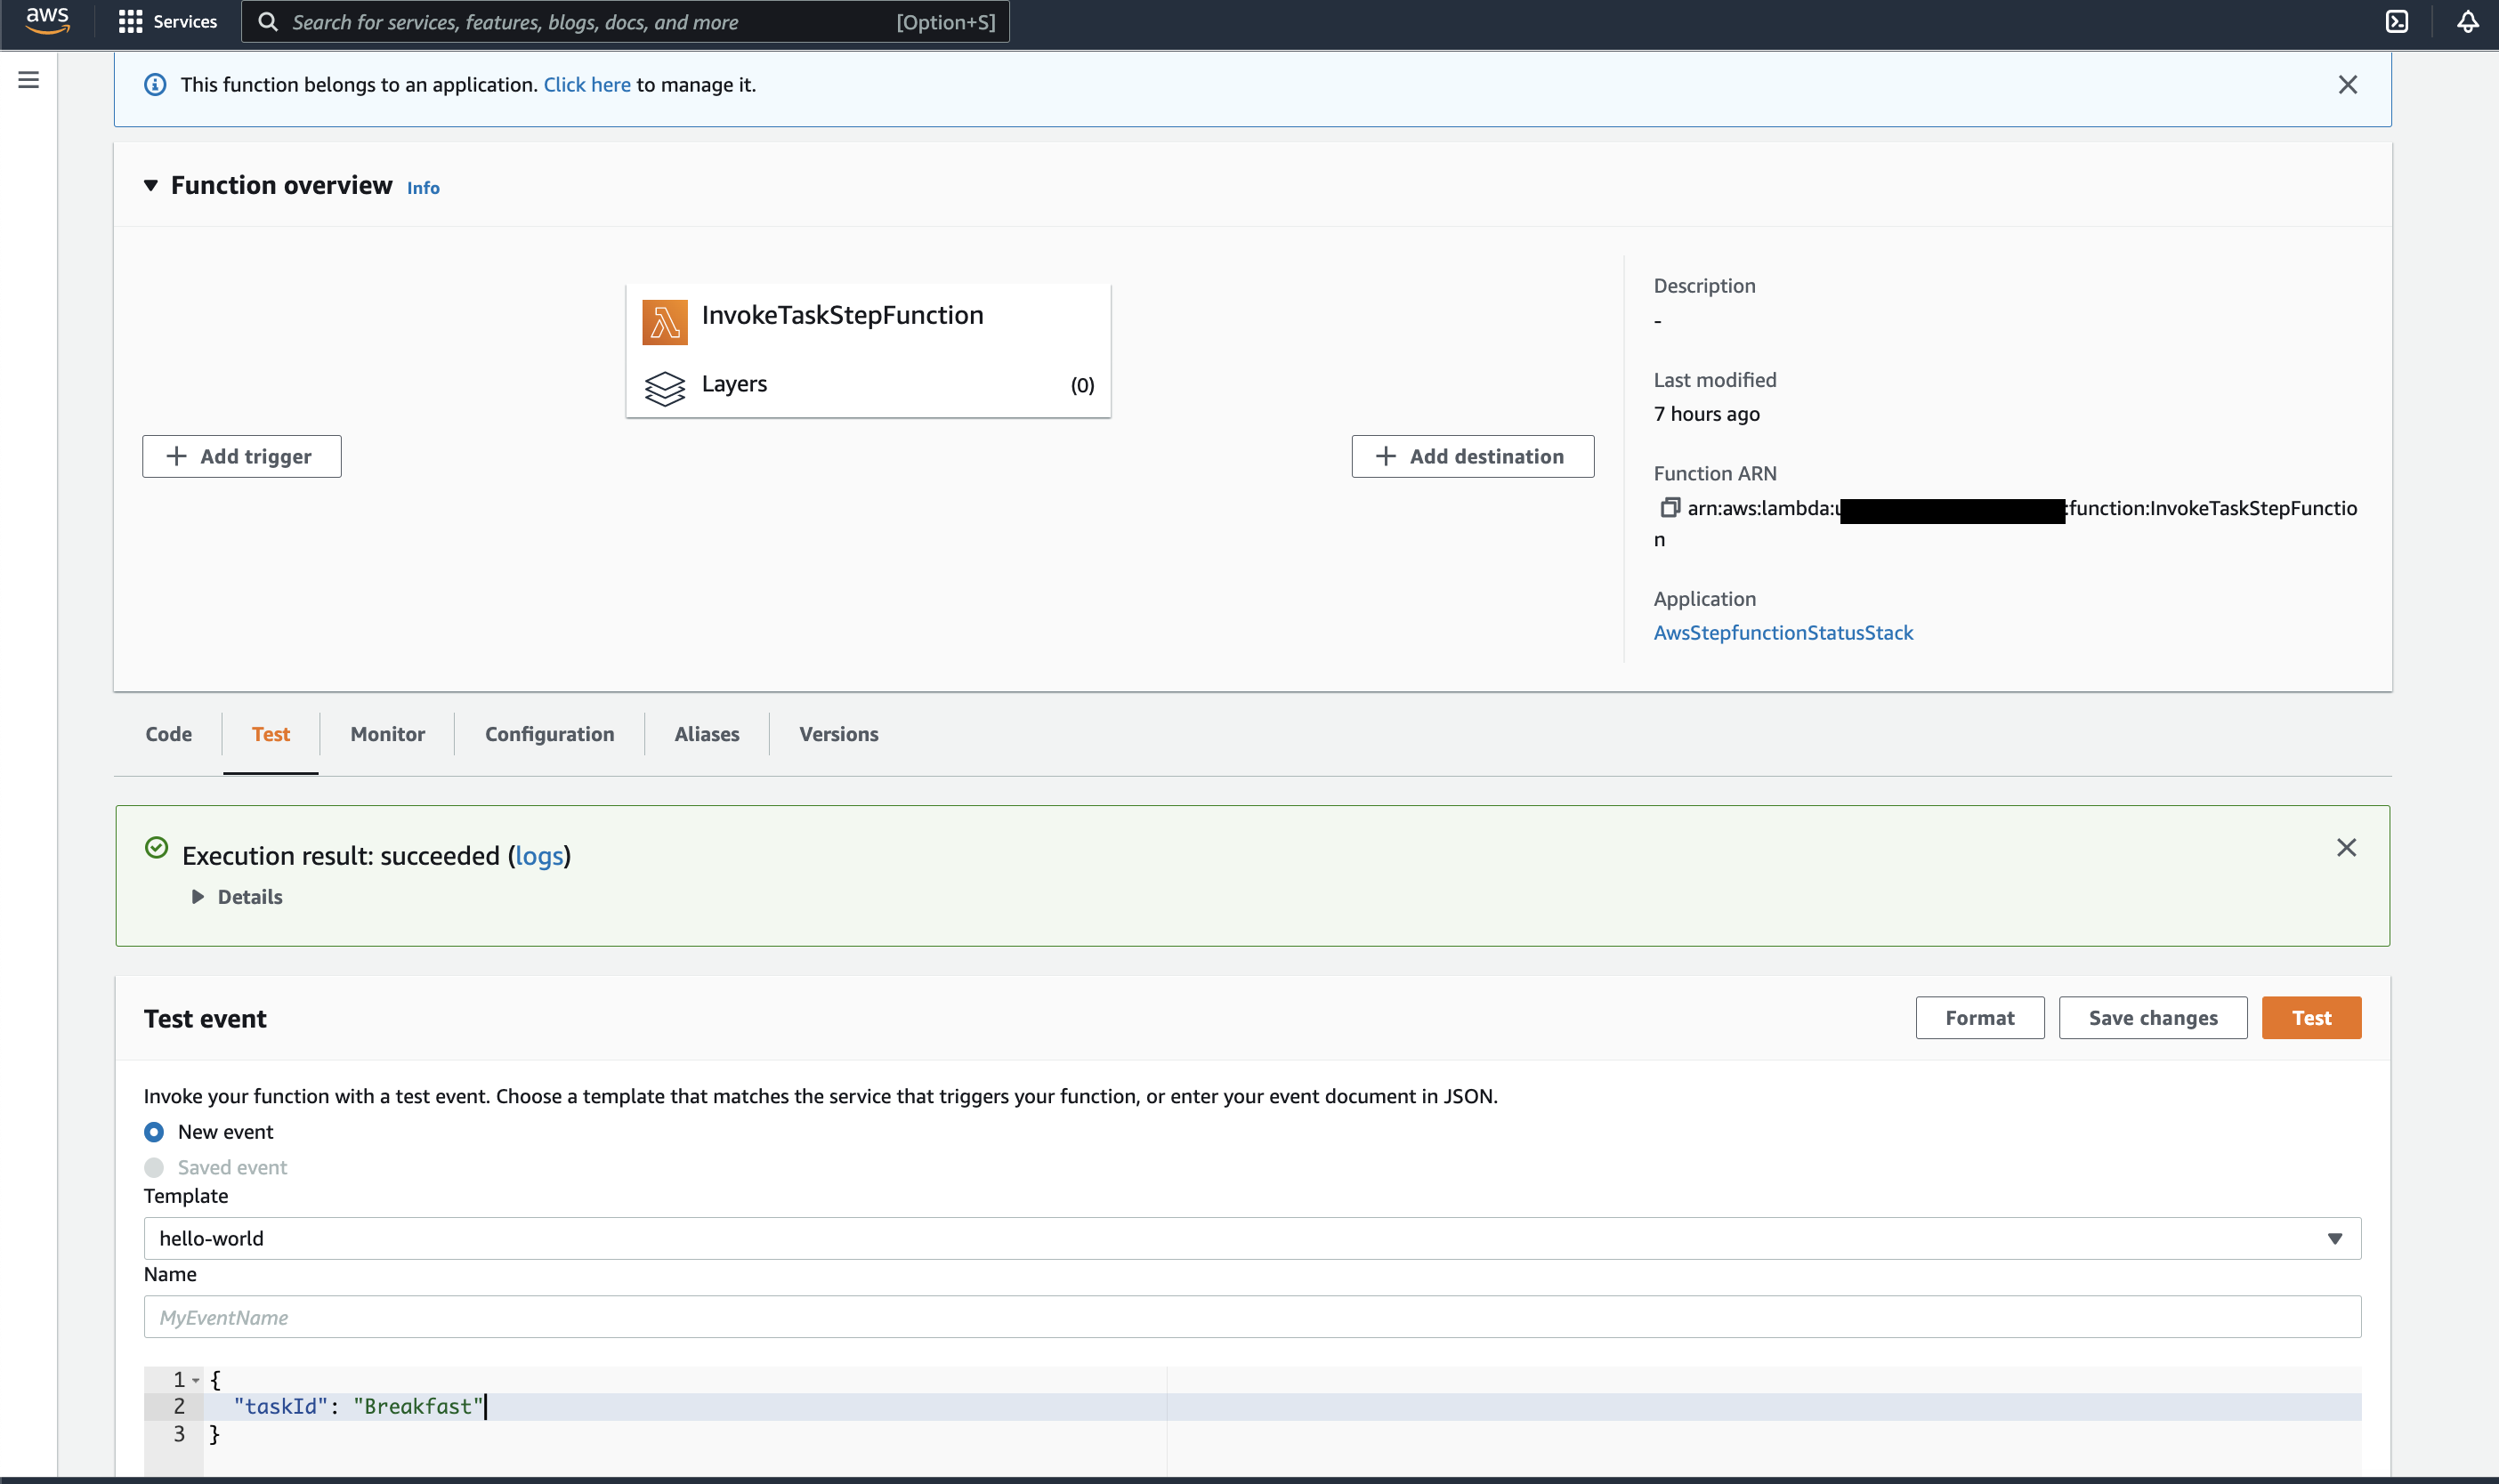 aws Services Search for services, features, blogs, docs, and more [Option+S]
This function belongs to an application. Click here to manage it.
Function overview Info
InvokeTaskStepFunction
Layers (0)
Add trigger
Add destination
Description
-
Last modified
7 hours ago
Function ARN
arn:aws:lambda:u :function:InvokeTaskStepFunctio
n
Application
AwsStepfunctionStatusStack
Code Test Monitor Configuration Aliases Versions
Execution result: succeeded (logs)
Details
Test event Format Save changes Test
Invoke your function with a test event. Choose a template that matches the service that triggers your function, or enter your event document in JSON.
New event
Saved event
Template
hello-world
Name
MyEventName
1 {
2 "taskId": "Breakfast"
3 }